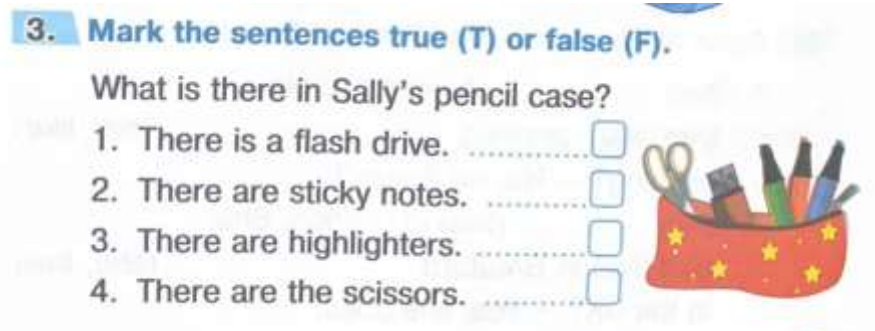 3. Mark the sentences true (T) or false (F).
What is there in Sally's pencil case?
1. There is a flash drive. ............
2. There are sticky notes. ..........
3. There are highlighters. ............
4. There are the scissors. ...........